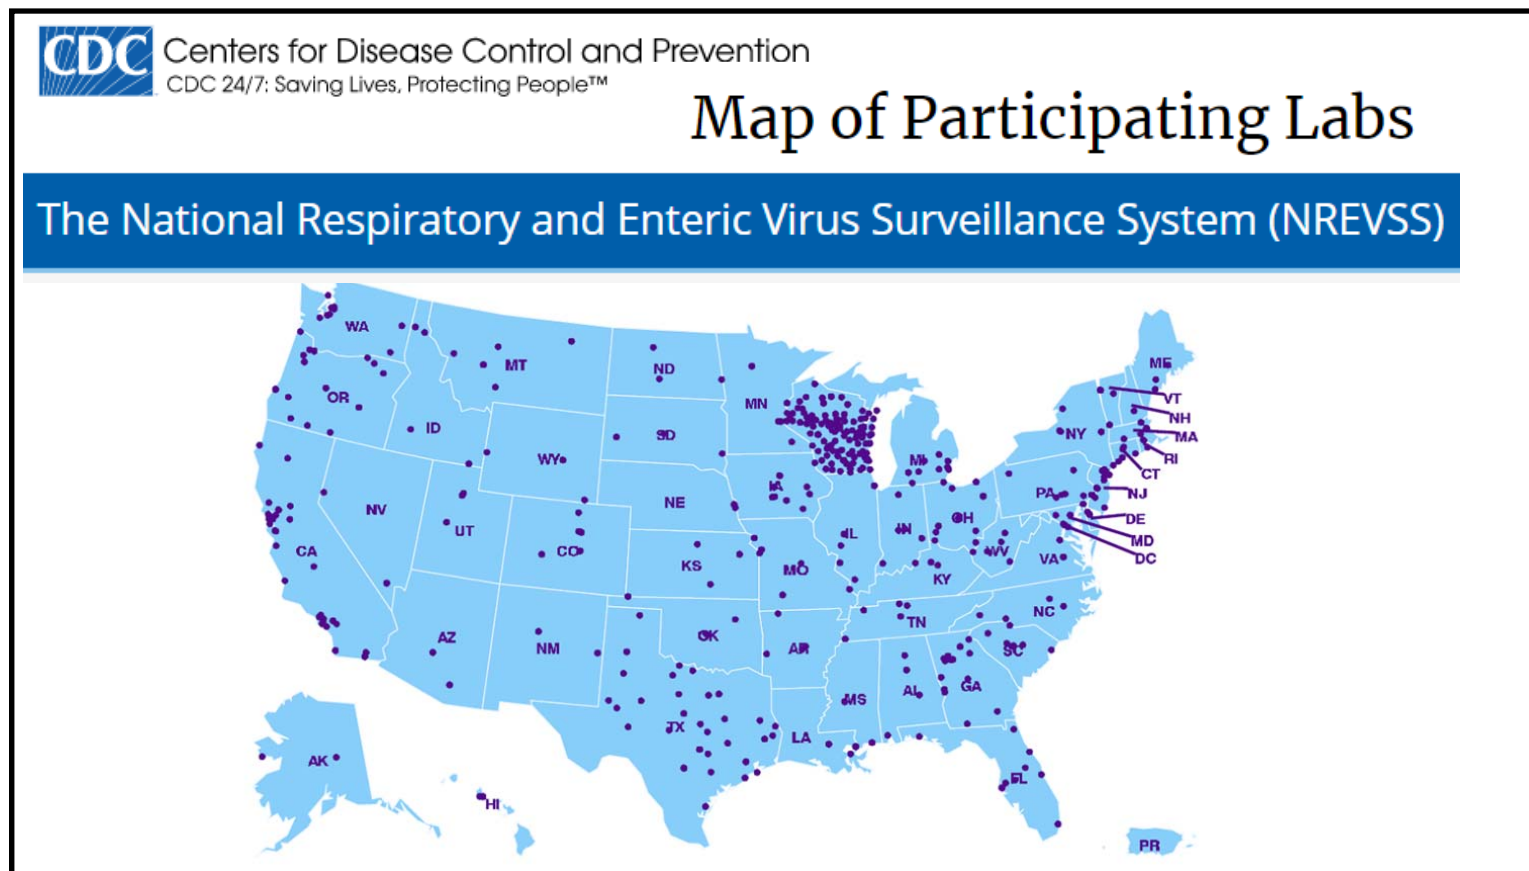 CDC
Centers for Disease Control and Prevention
CDC 24/7: Saving Lives, Protecting People™
Map of Participating Labs
The National Respiratory and Enteric Virus Surveillance System (NREVSS)
WA
MT
ND
MN
ME
VT
NH
MA
RI
CT
NJ
DE
MD
DC
OR
ID
WY
SD
MI
NY
NV
UT
CO
NE
IA
IL
IN
OH
PA
CA
KS
MO
KY
WV
VA
AZ
NM
OK
AR
TN
NC
SC
TX
LA
MS
AL
GA
AK
HI
FL
PR